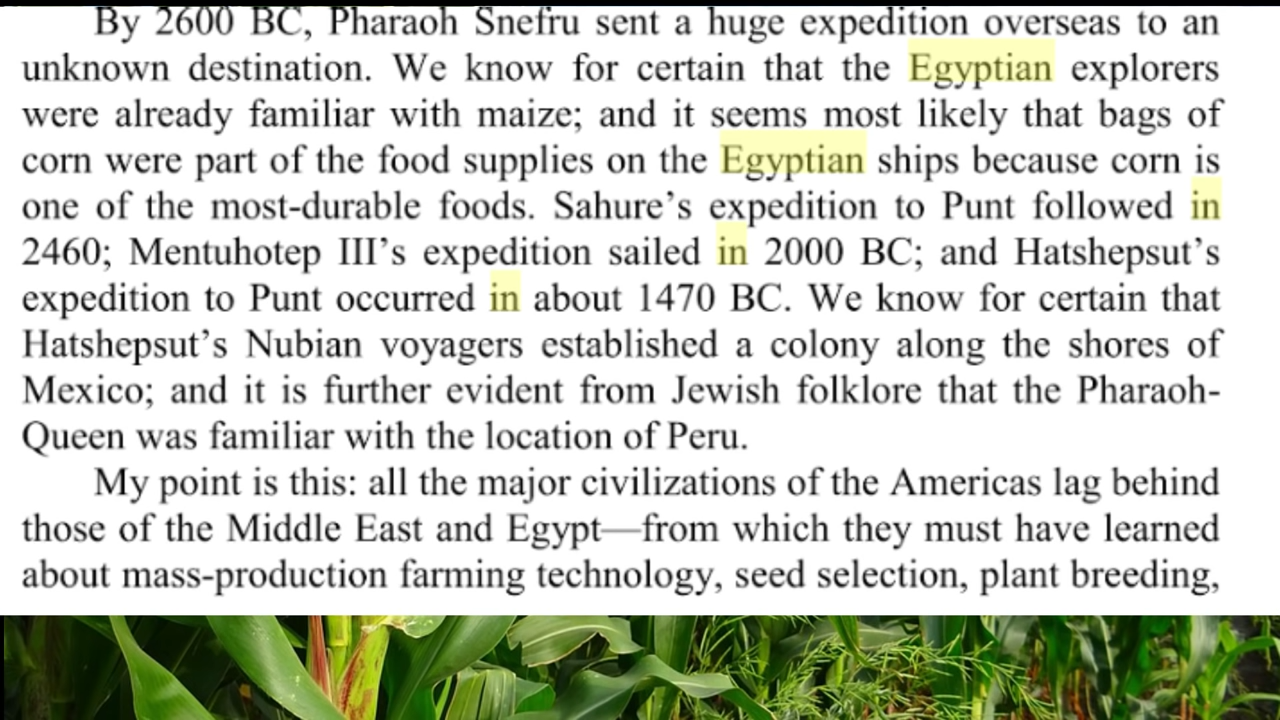 By 2600 BC, Pharaoh Snefru sent a huge expedition overseas to an
unknown destination. We know for certain that the Egyptian explorers
were already familiar with maize; and it seems most likely that bags of
corn were part of the food supplies on the Egyptian ships because corn is
one of the most-durable foods. Sahure’s expedition to Punt followed in
2460; Mentuhotep III’s expedition sailed in 2000 BC; and Hatshepsut’s
expedition to Punt occurred in about 1470 BC. We know for certain that
Hatshepsut’s Nubian voyagers established a colony along the shores of
Mexico; and it is further evident from Jewish folklore that the Pharaoh-
Queen was familiar with the location of Peru.
My point is this: all the major civilizations of the Americas lag behind
those of the Middle East and Egypt—from which they must have learned
about mass-production farming technology, seed selection, plant breeding,